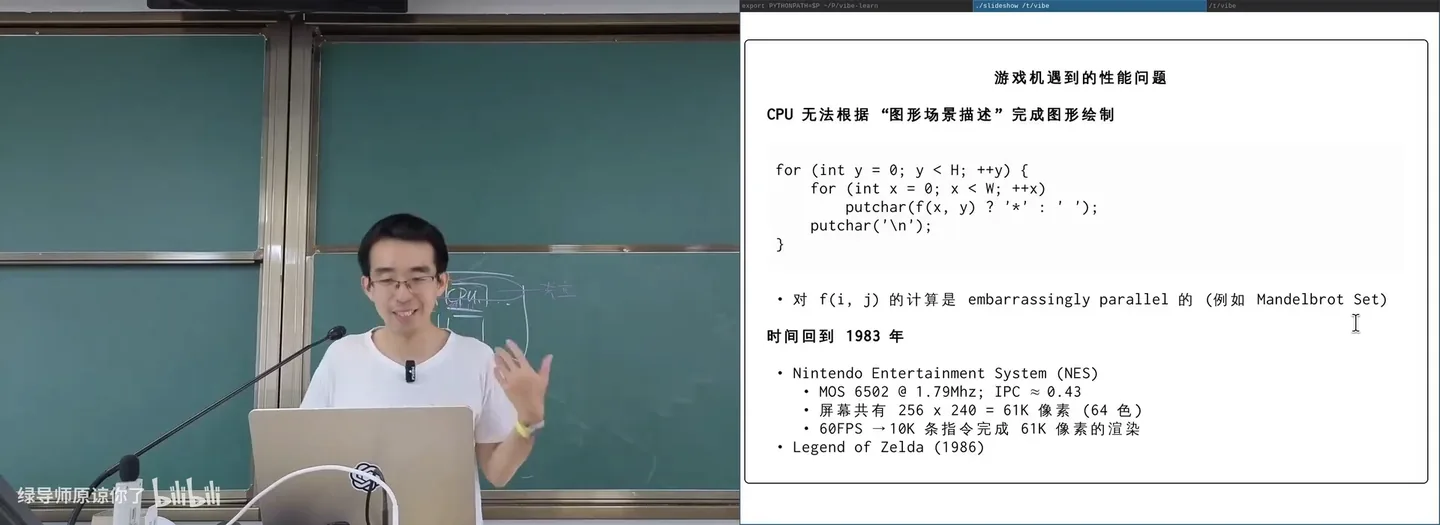 export PYTHONPATH=$P ~/P/vibe-learn
./slideshow /t/vibe
/t/vibe
游戏机遇到的性能问题
CPU 无法根据“图形场景描述”完成图形绘制
for (int y = 0; y < H; ++y) {
    for (int x = 0; x < W; ++x)
        putchar(f(x, y) ? '*' : ' ');
    putchar('\n');
}
• 对 f(i, j) 的计算是 embarrassingly parallel 的 (例如 Mandelbrot Set)
时间回到 1983 年
• Nintendo Entertainment System (NES)
• MOS 6502 @ 1.79Mhz; IPC ≈ 0.43
• 屏幕共有 256 x 240 = 61K 像素 (64 色)
• 60FPS → 10K 条指令完成 61K 像素的渲染
• Legend of Zelda (1986)
CPU
绿导师原谅你了 bilibili